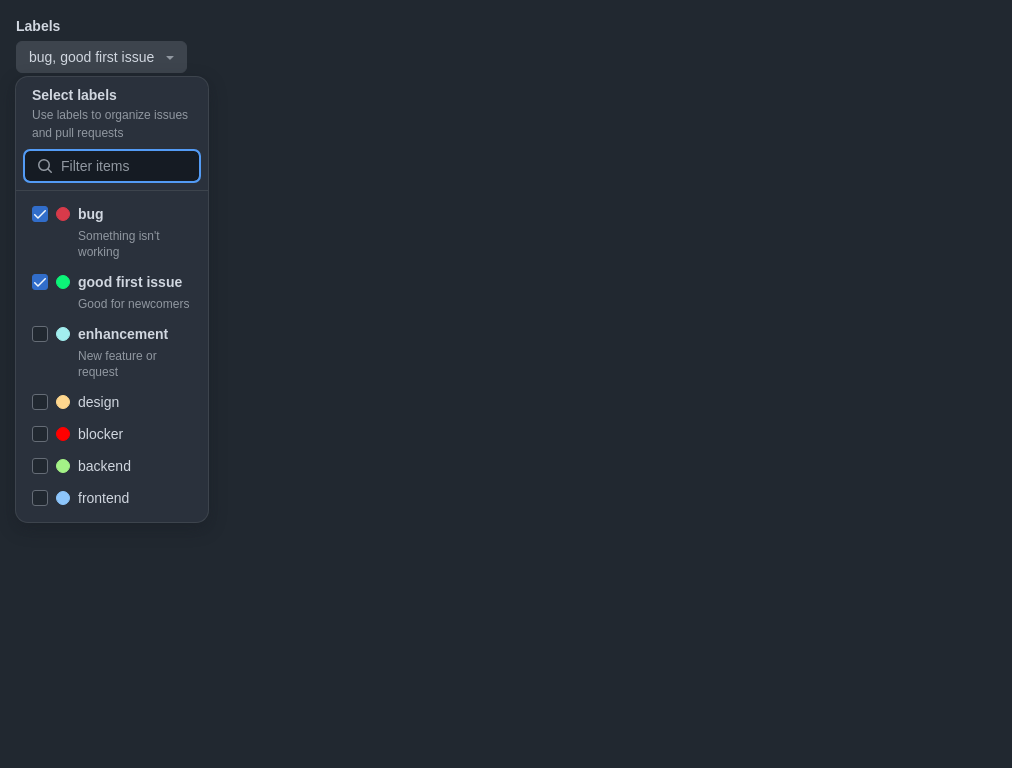 Labels
bug, good first issue
Select labels
Use labels to organize issues
and pull requests
Filter items
bug
Something isn't
working
good first issue
Good for newcomers
enhancement
New feature or
request
design
blocker
backend
frontend